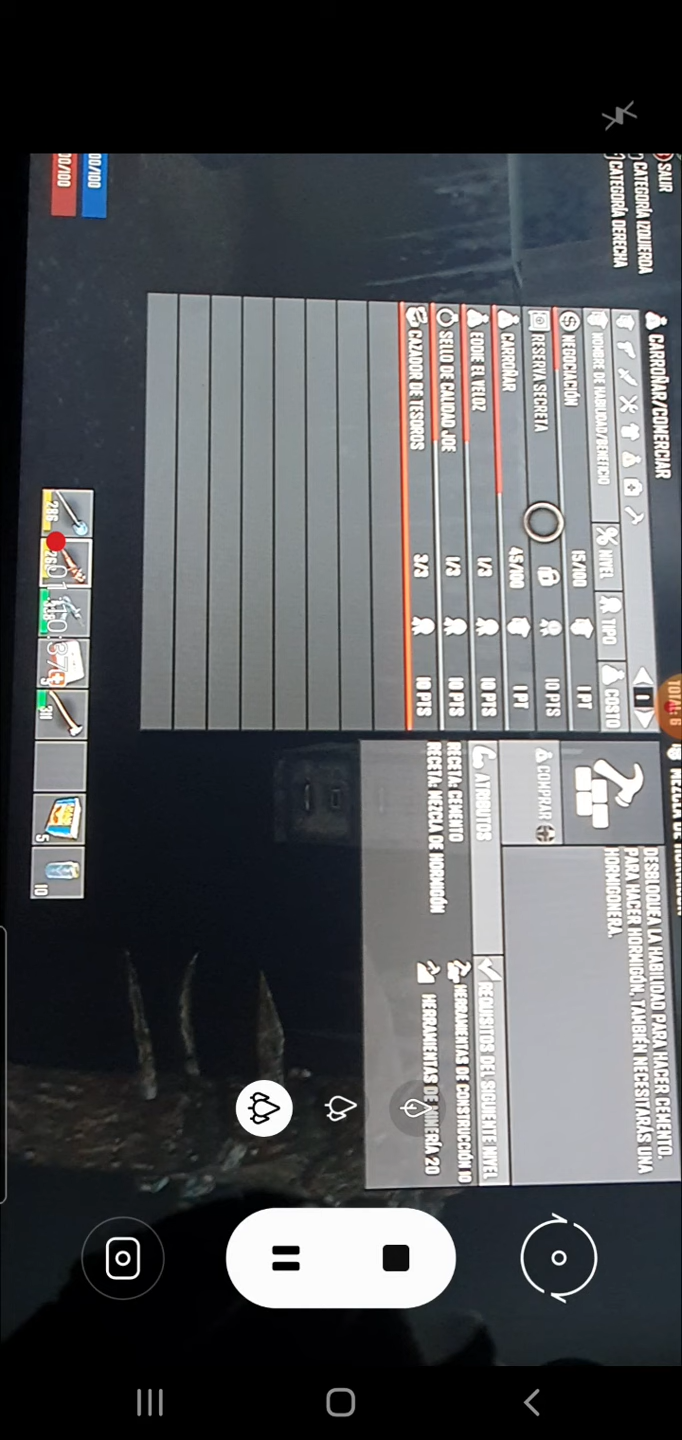 SALIR
CATEGORÍA IZQUIERDA
CATEGORÍA DERECHA
CARROÑAR/COMERCIAR
NOMBRE DE HABILIDAD/BENEFICIO NIVEL TIPO COSTO
NEGOCIACIÓN 15/100 1 PT
RESERVA SECRETA 10 PTS
CARROÑAR 45/100 1 PT
EDDIE EL VELOZ 1/3 10 PTS
SELLO DE CALIDAD JOE 1/3 10 PTS
CAZADOR DE TESOROS 3/3 10 PTS
TOTAL: 6
DESBLOQUEA LA HABILIDAD PARA HACER CEMENTO.
PARA HACER HORMIGÓN, TAMBIÉN NECESITARÁS UNA
HORMIGONERA.
COMPRAR
ATRIBUTOS
RECETA: CEMENTO
RECETA: MEZCLA DE HORMIGÓN
REQUISITOS DEL SIGUIENTE NIVEL
HERRAMIENTAS DE CONSTRUCCIÓN 10
HERRAMIENTAS DE MINERÍA 20
00/100
286
311
5
10